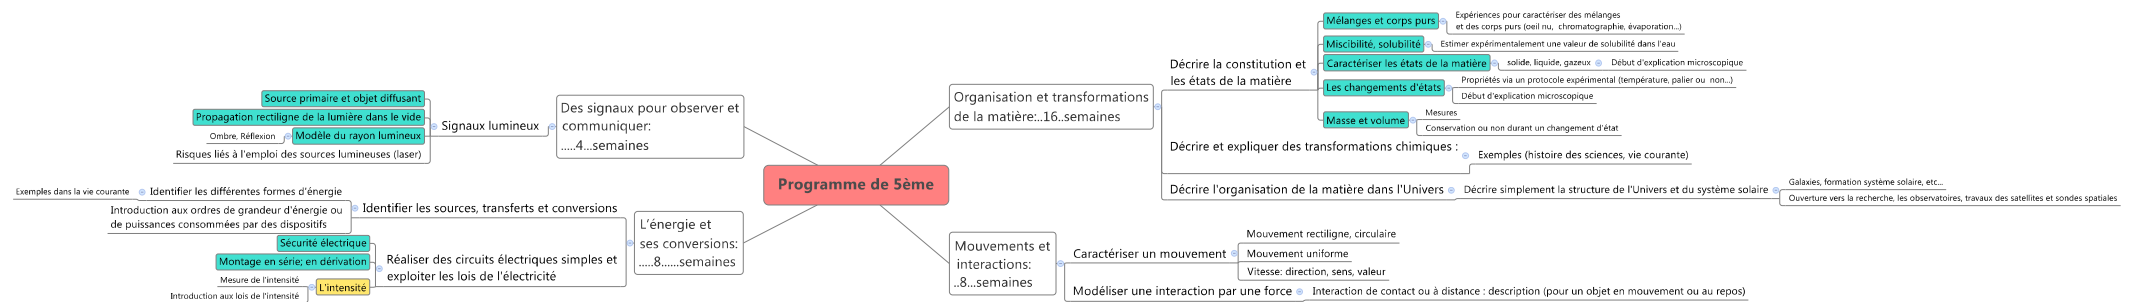 Programme de 5ème
Des signaux pour observer et
communiquer:
.....4...semaines
Signaux lumineux
Source primaire et objet diffusant
Propagation rectiligne de la lumière dans le vide
Modèle du rayon lumineux
Ombre, Réflexion
Risques liés à l'emploi des sources lumineuses (laser)
L'énergie et
ses conversions:
.....8......semaines
Identifier les sources, transferts et conversions
Identifier les différentes formes d'énergie
Exemples dans la vie courante
Introduction aux ordres de grandeur d'énergie ou
de puissances consommées par des dispositifs
Réaliser des circuits électriques simples et
exploiter les lois de l'électricité
Sécurité électrique
Montage en série; en dérivation
L'intensité
Mesure de l'intensité
Introduction aux lois de l'intensité
Organisation et transformations
de la matière:..16..semaines
Décrire la constitution et
les états de la matière
Mélanges et corps purs
Expériences pour caractériser des mélanges
et des corps purs (oeil nu,  chromatographie, évaporation...)
Miscibilité, solubilité
Estimer expérimentalement une valeur de solubilité dans l'eau
Caractériser les états de la matière
solide, liquide, gazeux
Début d'explication microscopique
Les changements d'états
Propriétés via un protocole expérimental (température, palier ou  non...)
Début d'explication microscopique
Masse et volume
Mesures
Conservation ou non durant un changement d'état
Décrire et expliquer des transformations chimiques :
Exemples (histoire des sciences, vie courante)
Décrire l'organisation de la matière dans l'Univers
Décrire simplement la structure de l'Univers et du système solaire
Galaxies, formation système solaire, etc...
Ouverture vers la recherche, les observatoires, travaux des satellites et sondes spatiales
Mouvements et
interactions:
..8...semaines
Caractériser un mouvement
Mouvement rectiligne, circulaire
Mouvement uniforme
Vitesse: direction, sens, valeur
Modéliser une interaction par une force
Interaction de contact ou à distance : description (pour un objet en mouvement ou au repos)